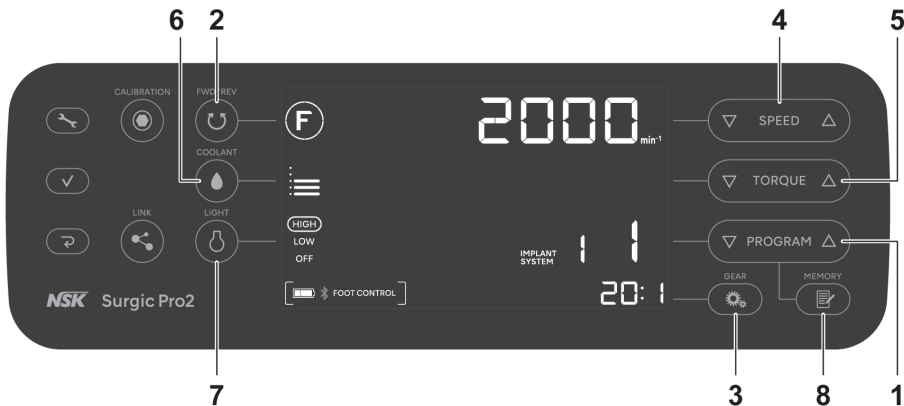 6 2 4 5
CALIBRATION FWD/REV
F 2000 min⁻¹ SPEED
COOLANT
TORQUE
LINK LIGHT
HIGH
LOW
OFF
IMPLANT
SYSTEM 1 1 PROGRAM
GEAR MEMORY
NSK Surgic Pro2 FOOT CONTROL 20:1
7 3 8 1